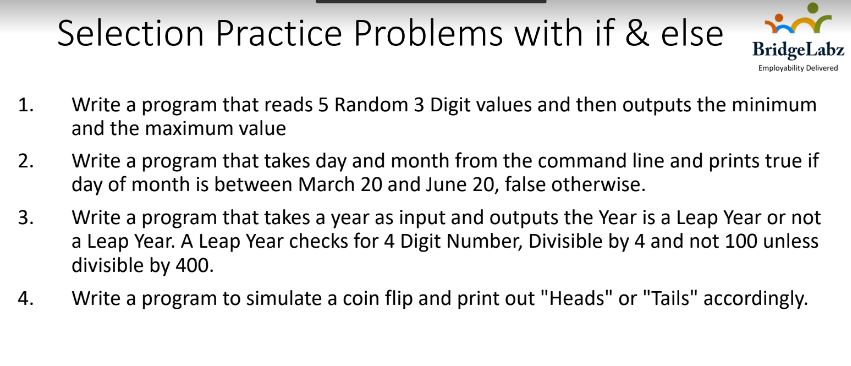 Selection Practice Problems with if & else
BridgeLabz
Employability Delivered
1. Write a program that reads 5 Random 3 Digit values and then outputs the minimum
and the maximum value
2. Write a program that takes day and month from the command line and prints true if
day of month is between March 20 and June 20, false otherwise.
3. Write a program that takes a year as input and outputs the Year is a Leap Year or not
a Leap Year. A Leap Year checks for 4 Digit Number, Divisible by 4 and not 100 unless
divisible by 400.
4. Write a program to simulate a coin flip and print out "Heads" or "Tails" accordingly.